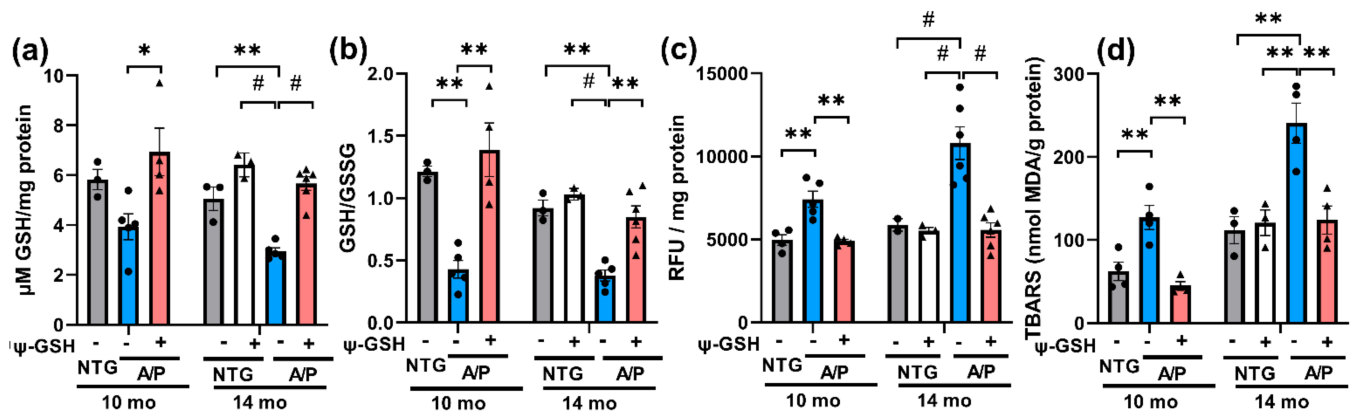 (a)
μM GSH/mg protein
10
8
6
4
2
0
*
**
#
#
ψ-GSH
- - + - + - +
NTG A/P NTG A/P
10 mo 14 mo
(b)
GSH/GSSG
2.0
1.5
1.0
0.5
0.0
**
**
**
#
**
ψ-GSH
- - + - + - +
NTG A/P NTG A/P
10 mo 14 mo
(c)
RFU / mg protein
15000
10000
5000
0
**
**
#
#
#
ψ-GSH
- - + - + - +
NTG A/P NTG A/P
10 mo 14 mo
(d)
TBARS (nmol MDA/g protein)
300
200
100
0
**
**
**
**
**
ψ-GSH
- - + - + - +
NTG A/P NTG A/P
10 mo 14 mo